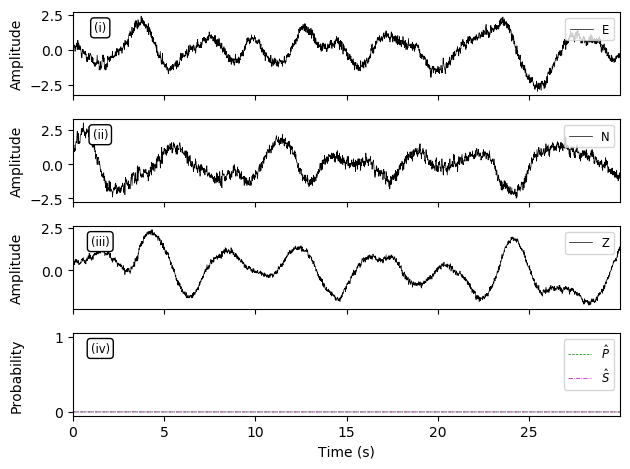 2.5
0.0
−2.5
Amplitude
(i)
E
2.5
0.0
−2.5
Amplitude
(ii)
N
2.5
0.0
Amplitude
(iii)
Z
1
0
Probability
(iv)
P̂
Ŝ
0 5 10 15 20 25
Time (s)